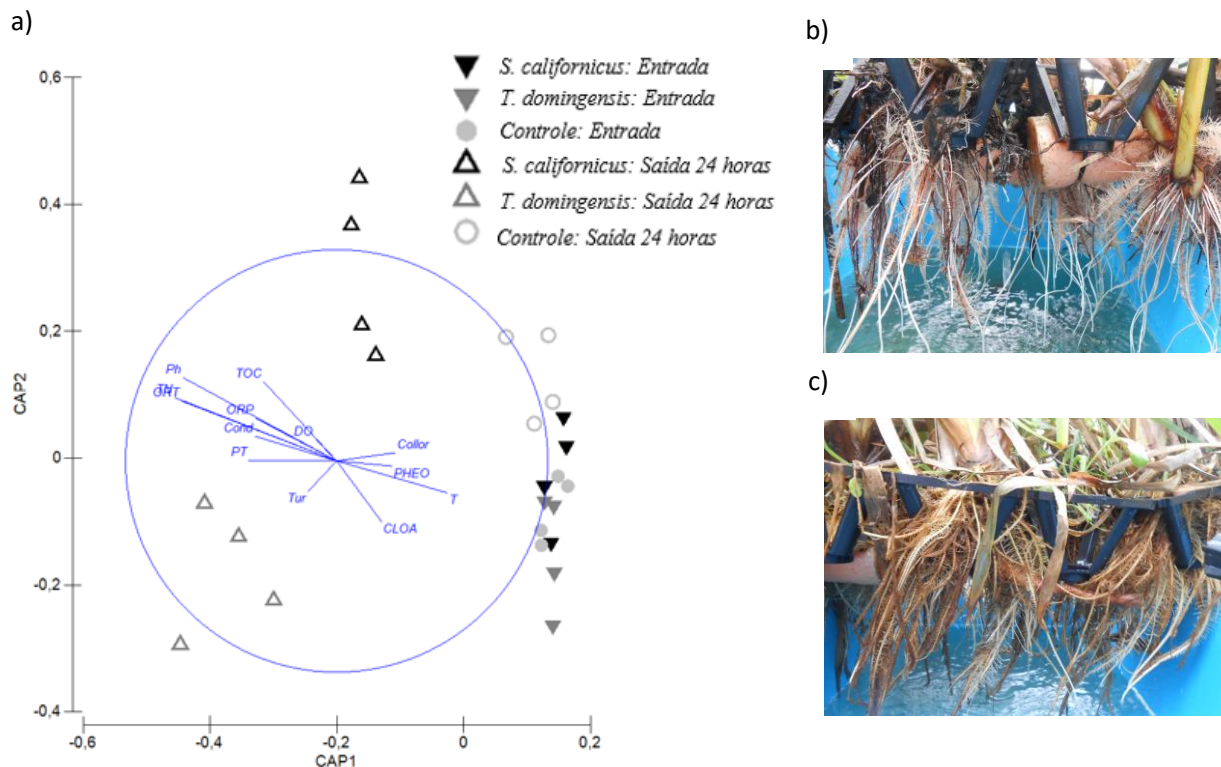 a)
b)
c)
S. californicus: Entrada
T. domingensis: Entrada
Controle: Entrada
S. californicus: Saída 24 horas
T. domingensis: Saída 24 horas
Controle: Saída 24 horas
0,6
0,4
0,2
0
-0,2
-0,4
CAP2
Ph
TOC
ORT
ORP
DO
Cond
PT
Collor
PHEO
T
Tur
CLOA
-0,6
-0,4
-0,2
0
0,2
CAP1